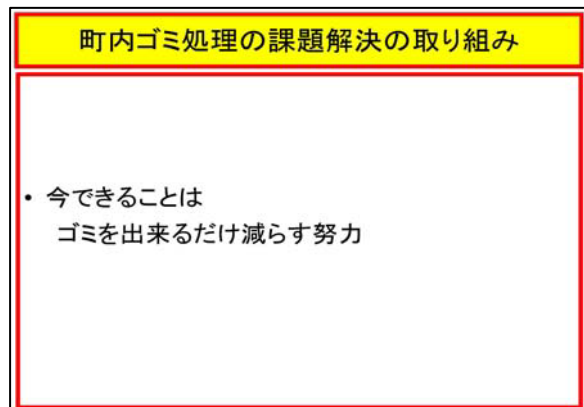 町内ゴミ処理の課題解決の取り組み
• 今できることは
ゴミを出来るだけ減らす努力